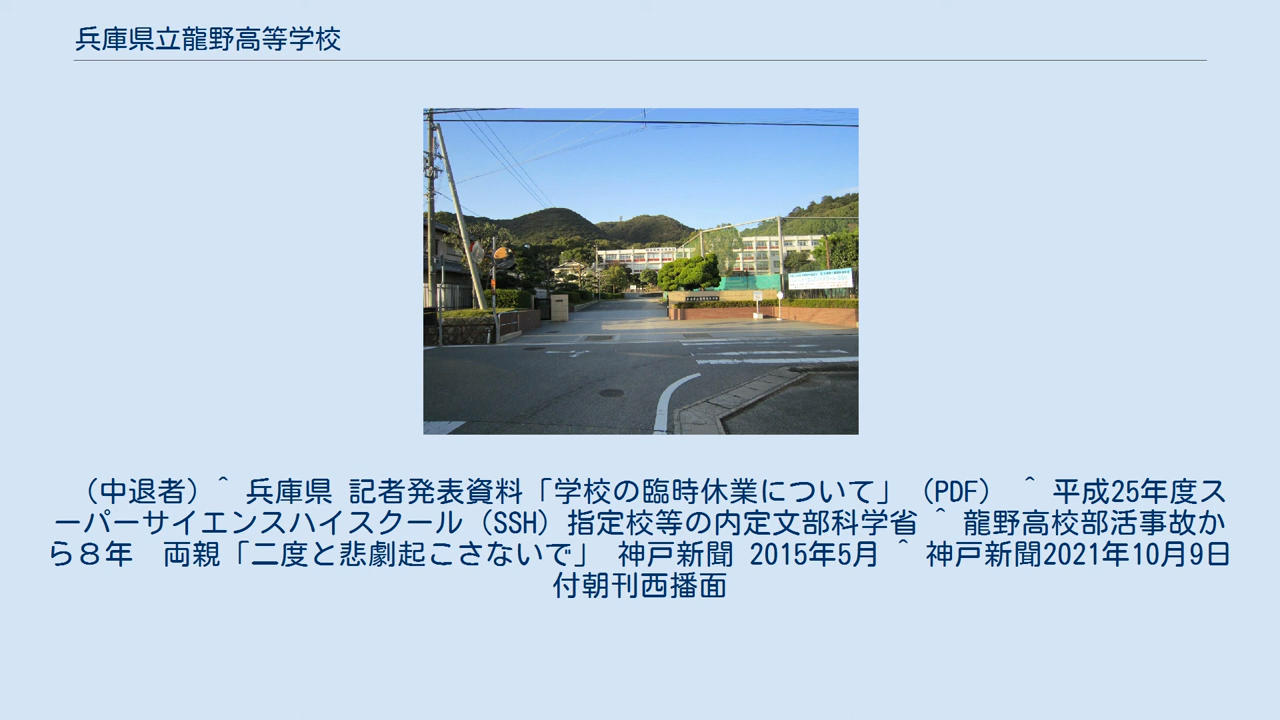 兵庫県立龍野高等学校
（中退者）^ 兵庫県 記者発表資料「学校の臨時休業について」（PDF） ^ 平成25年度ス
ーパーサイエンスハイスクール（SSH）指定校等の内定文部科学省 ^ 龍野高校部活事故か
ら８年　両親「二度と悲劇起こさないで」 神戸新聞 2015年5月 ^ 神戸新聞2021年10月9日
付朝刊西播面